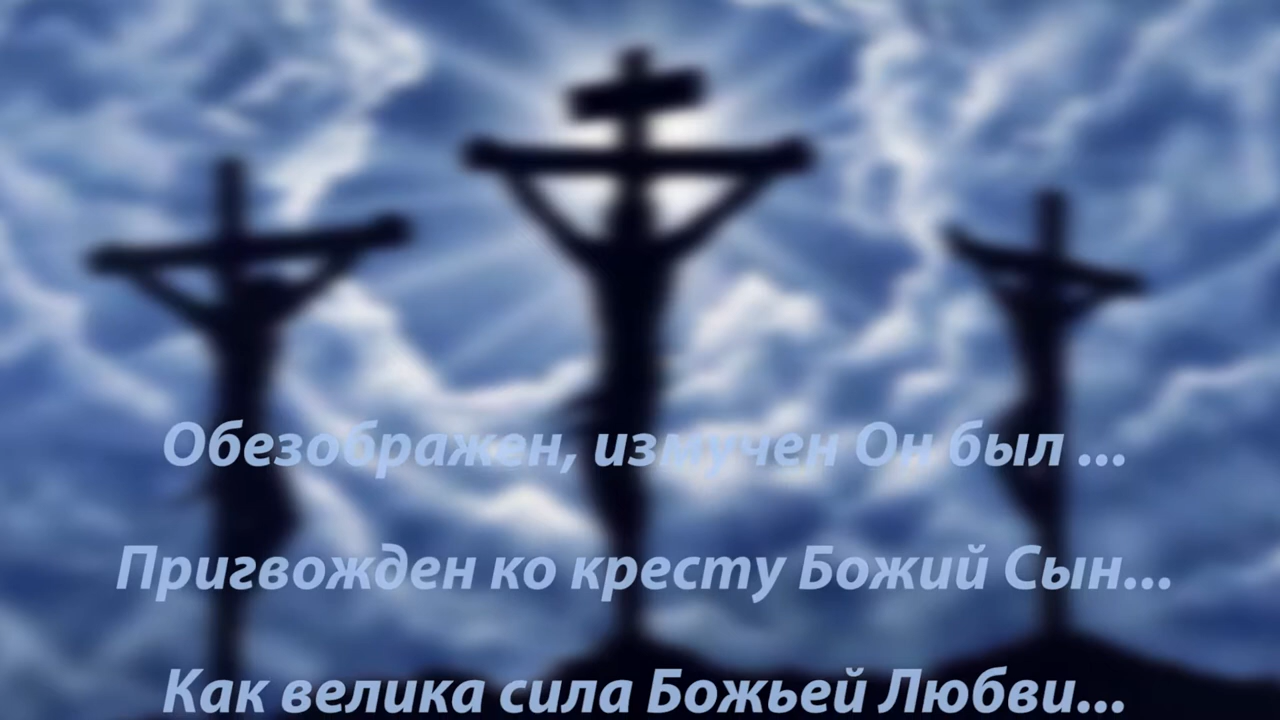 Обезображен, измучен Он был ...
Пригвожден ко кресту Божий Сын...
Как велика сила Божьей Любви...